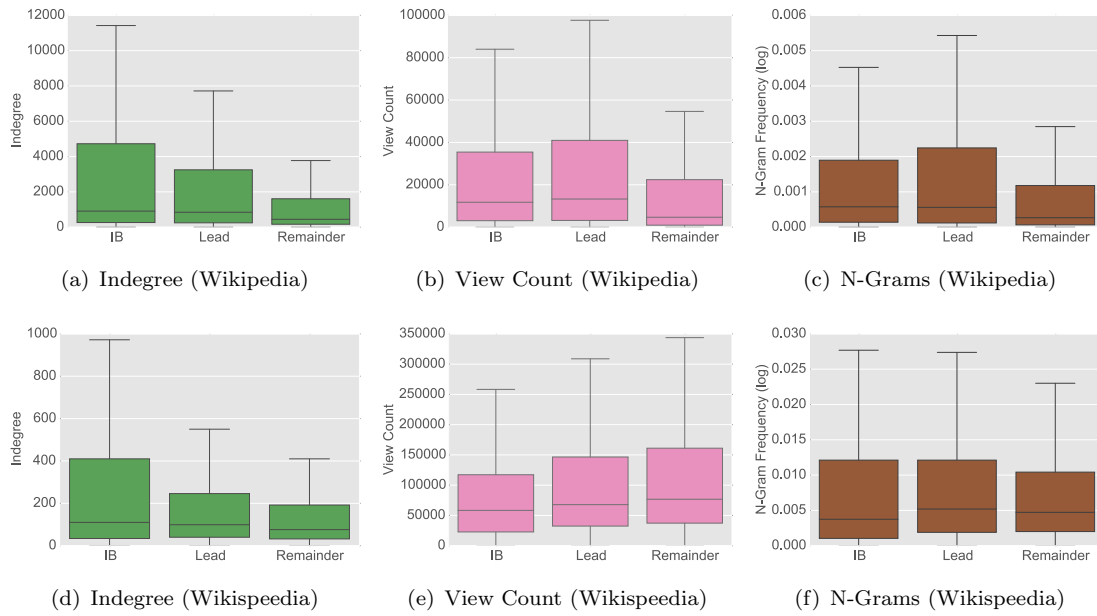 12000
10000
8000
6000
4000
2000
0
Indegree
IB Lead Remainder
(a) Indegree (Wikipedia)
100000
80000
60000
40000
20000
0
View Count
IB Lead Remainder
(b) View Count (Wikipedia)
0.006
0.005
0.004
0.003
0.002
0.001
0.000
N-Gram Frequency (log)
IB Lead Remainder
(c) N-Grams (Wikipedia)
1000
800
600
400
200
0
Indegree
IB Lead Remainder
(d) Indegree (Wikispeedia)
350000
300000
250000
200000
150000
100000
50000
0
View Count
IB Lead Remainder
(e) View Count (Wikispeedia)
0.030
0.025
0.020
0.015
0.010
0.005
0.000
N-Gram Frequency (log)
IB Lead Remainder
(f) N-Grams (Wikispeedia)